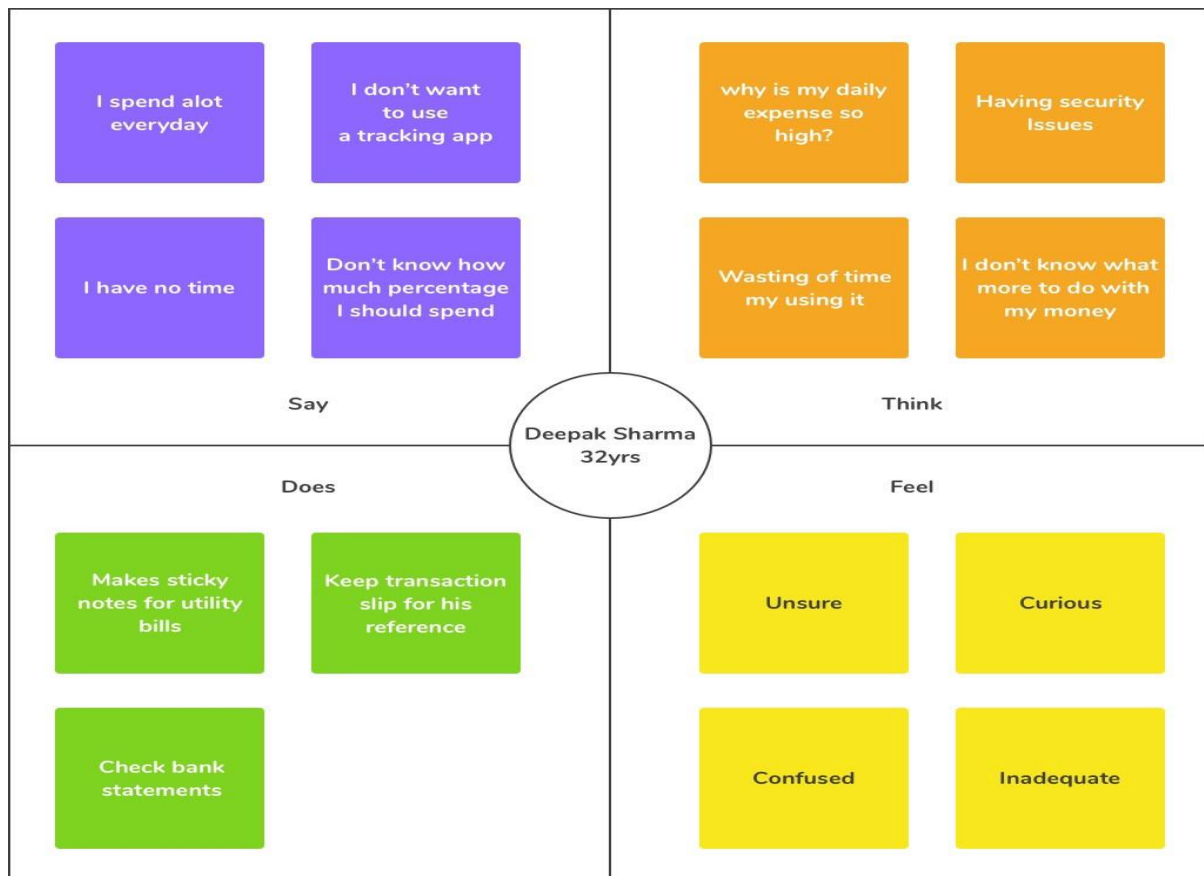 I spend alot
everyday
I don't want
to use
a tracking app
I have no time
Don't know how
much percentage
I should spend
Say
why is my daily
expense so
high?
Having security
Issues
Wasting of time
my using it
I don't know what
more to do with
my money
Think
Deepak Sharma
32yrs
Does
Makes sticky
notes for utility
bills
Keep transaction
slip for his
reference
Check bank
statements
Feel
Unsure
Curious
Confused
Inadequate